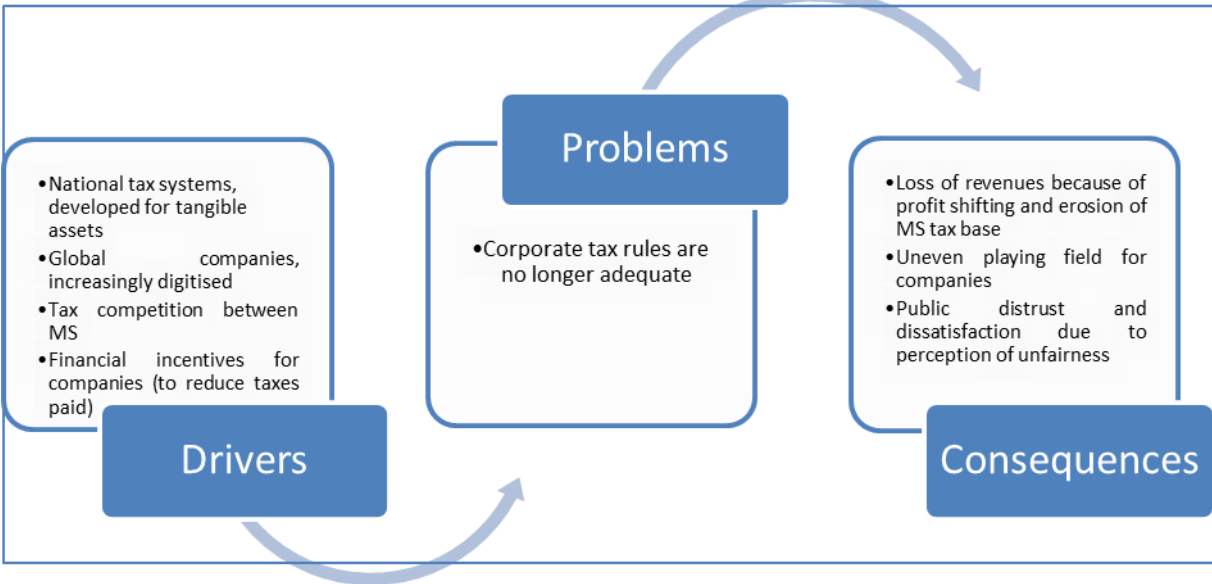 •National tax systems,
developed for tangible
assets
•Global companies,
increasingly digitised
•Tax competition between
MS
•Financial incentives for
companies (to reduce taxes
paid)
Drivers
Problems
•Corporate tax rules are
no longer adequate
•Loss of revenues because of
profit shifting and erosion of
MS tax base
•Uneven playing field for
companies
•Public distrust and
dissatisfaction due to
perception of unfairness
Consequences